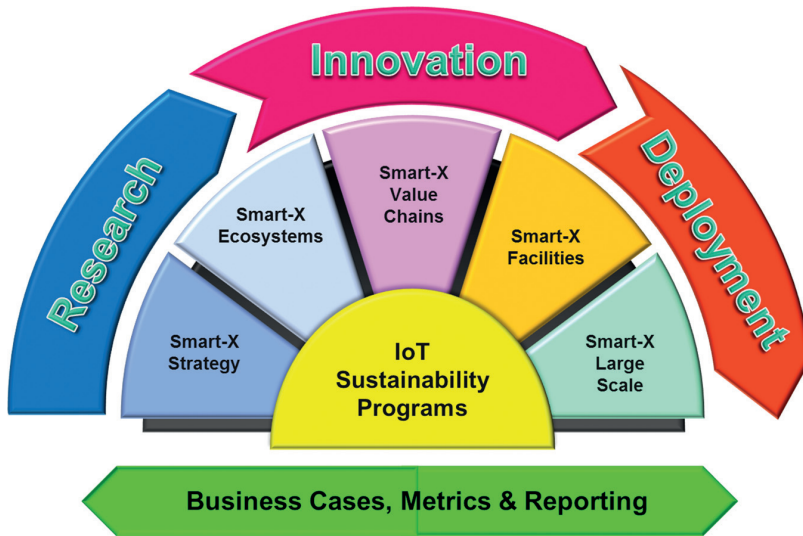 Innovation
Research
Deployment
Smart-X
Value
Chains
Smart-X
Ecosystems
Smart-X
Facilities
Smart-X
Strategy
Smart-X
Large
Scale
IoT
Sustainability
Programs
Business Cases, Metrics & Reporting